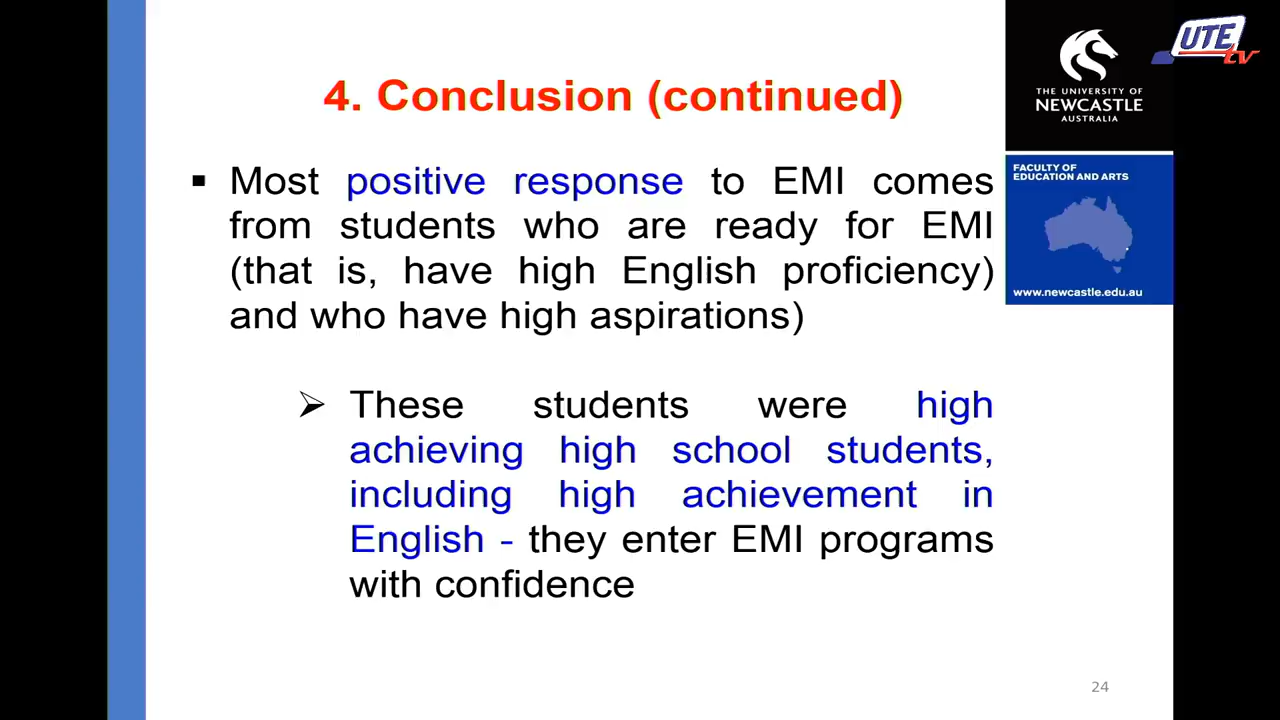 UTE
tv
4. Conclusion (continued)
THE UNIVERSITY OF
NEWCASTLE
AUSTRALIA
FACULTY OF
EDUCATION AND ARTS
www.newcastle.edu.au
▪ Most positive response to EMI comes
from students who are ready for EMI
(that is, have high English proficiency)
and who have high aspirations)
➢ These students were high
achieving high school students,
including high achievement in
English - they enter EMI programs
with confidence
24